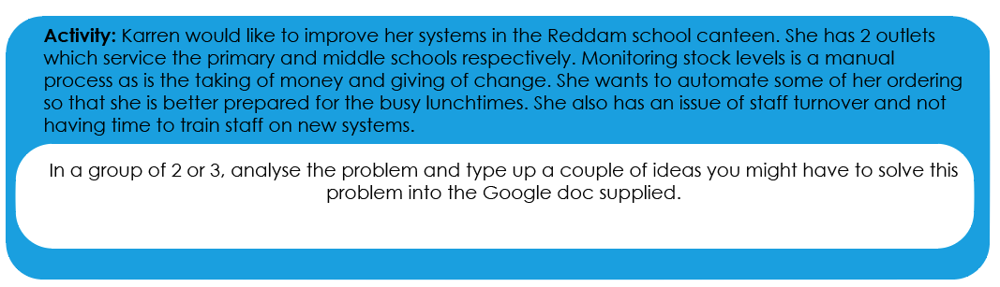 Activity: Karren would like to improve her systems in the Reddam school canteen. She has 2 outlets
which service the primary and middle schools respectively. Monitoring stock levels is a manual
process as is the taking of money and giving of change. She wants to automate some of her ordering
so that she is better prepared for the busy lunchtimes. She also has an issue of staff turnover and not
having time to train staff on new systems.
In a group of 2 or 3, analyse the problem and type up a couple of ideas you might have to solve this
problem into the Google doc supplied.